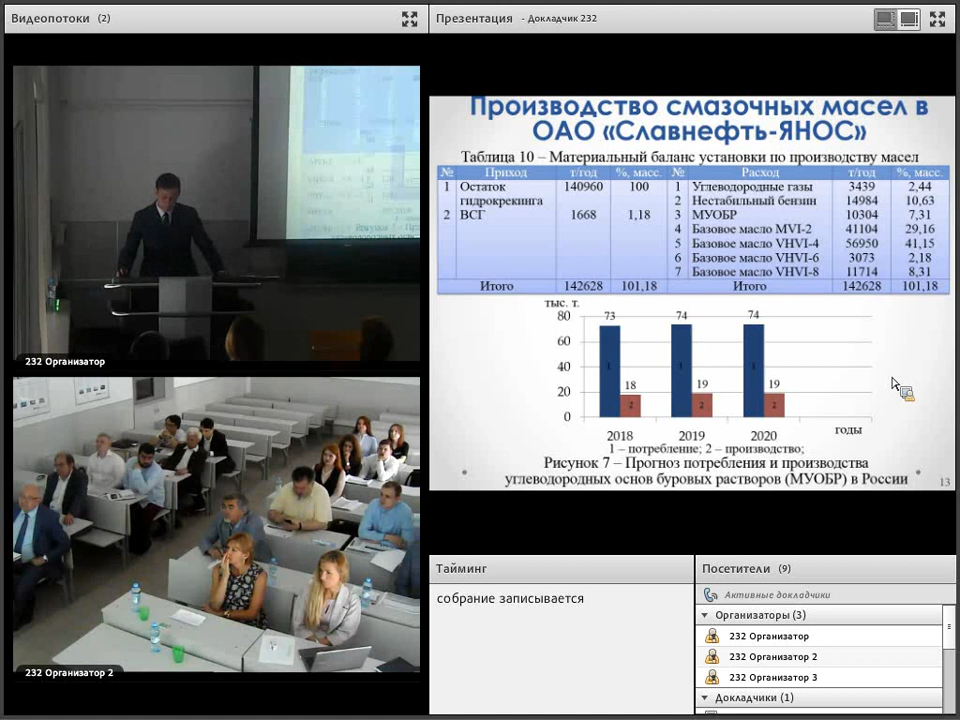 Видеопотоки (2)
232 Организатор
232 Организатор 2
Презентация - Докладчик 232
Производство смазочных масел в
ОАО «Славнефть-ЯНОС»
Таблица 10 – Материальный баланс установки по производству масел
№ Приход т/год %, масс. № Расход т/год %, масс.
1 Остаток 140960 100 1 Углеводородные газы 3439 2,44
гидрокрекинга 2 Нестабильный бензин 14984 10,63
2 ВСГ 1668 1,18 3 МУОБР 10304 7,31
4 Базовое масло MVI-2 41104 29,16
5 Базовое масло VHVI-4 56950 41,15
6 Базовое масло VHVI-6 3073 2,18
7 Базовое масло VHVI-8 11714 8,31
Итого 142628 101,18 Итого 142628 101,18
тыс. т.
80
60
40
20
0
73 74 74
18 19 19
1 1 1
2 2 2
2018 2019 2020 годы
1 – потребление; 2 – производство;
Рисунок 7 – Прогноз потребления и производства
углеводородных основ буровых растворов (МУОБР) в России
13
Тайминг
собрание записывается
Посетители (9)
Активные докладчики
Организаторы (3)
232 Организатор
232 Организатор 2
232 Организатор 3
Докладчики (1)